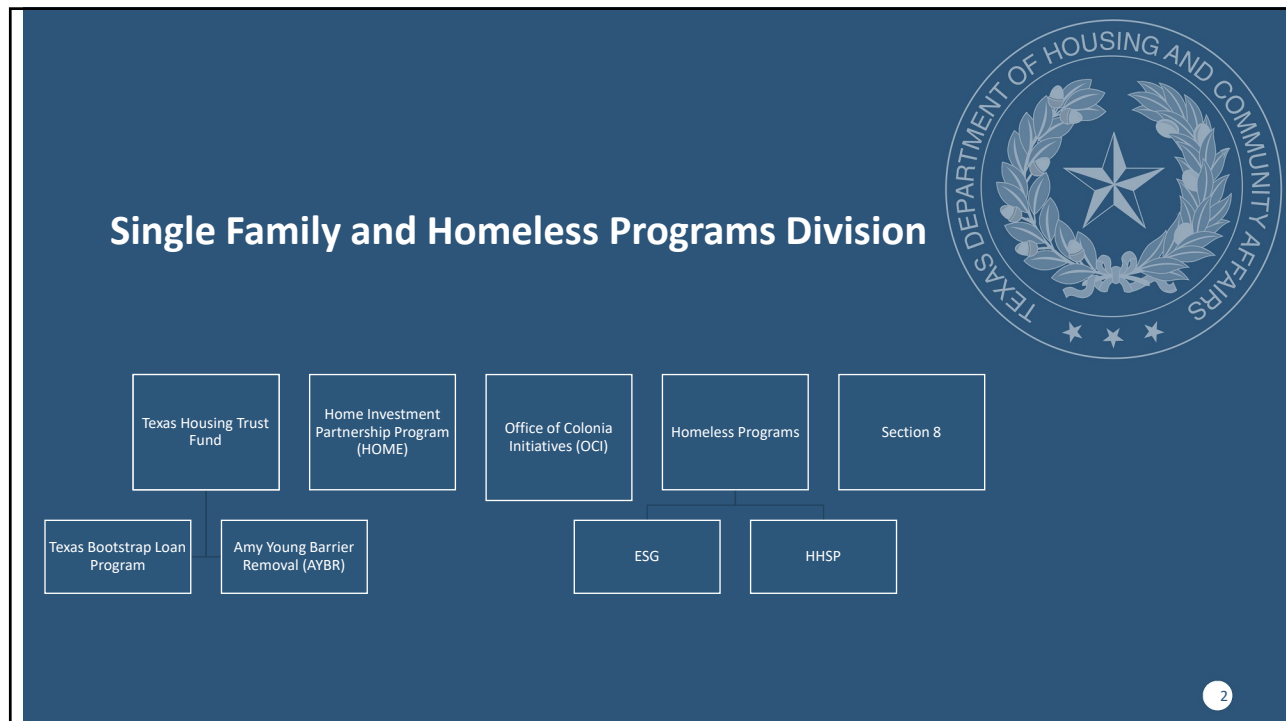 TEXAS DEPARTMENT OF HOUSING AND COMMUNITY AFFAIRS
Single Family and Homeless Programs Division
Texas Housing Trust
Fund
Home Investment
Partnership Program
(HOME)
Office of Colonia
Initiatives (OCI)
Homeless Programs
Section 8
Texas Bootstrap Loan
Program
Amy Young Barrier
Removal (AYBR)
ESG
HHSP
2